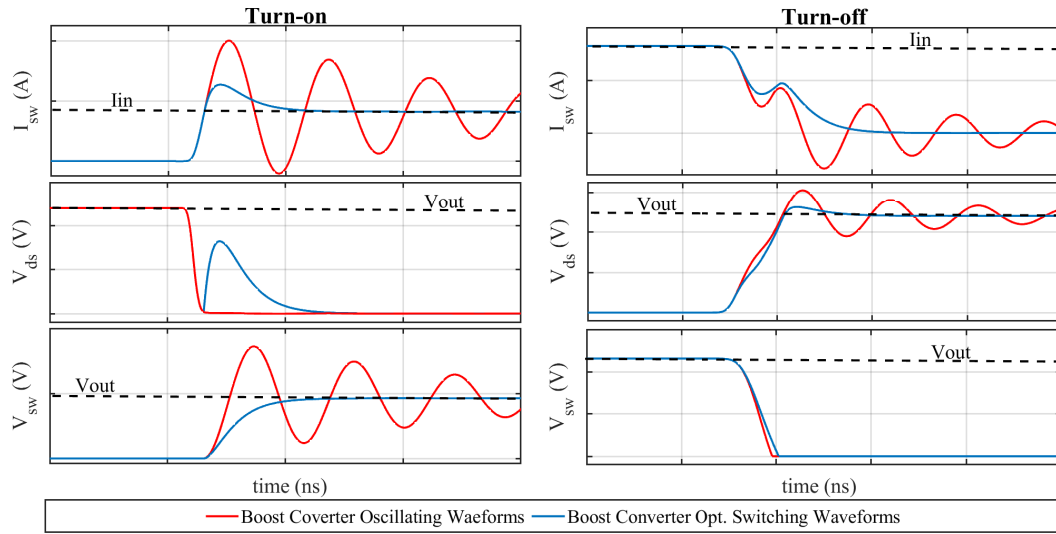 Turn-on
Turn-off
I_sw (A)
Iin
I_sw (A)
Iin
V_ds (V)
Vout
V_ds (V)
Vout
V_sw (V)
Vout
V_sw (V)
Vout
time (ns)
time (ns)
Boost Coverter Oscillating Waeforms
Boost Converter Opt. Switching Waveforms